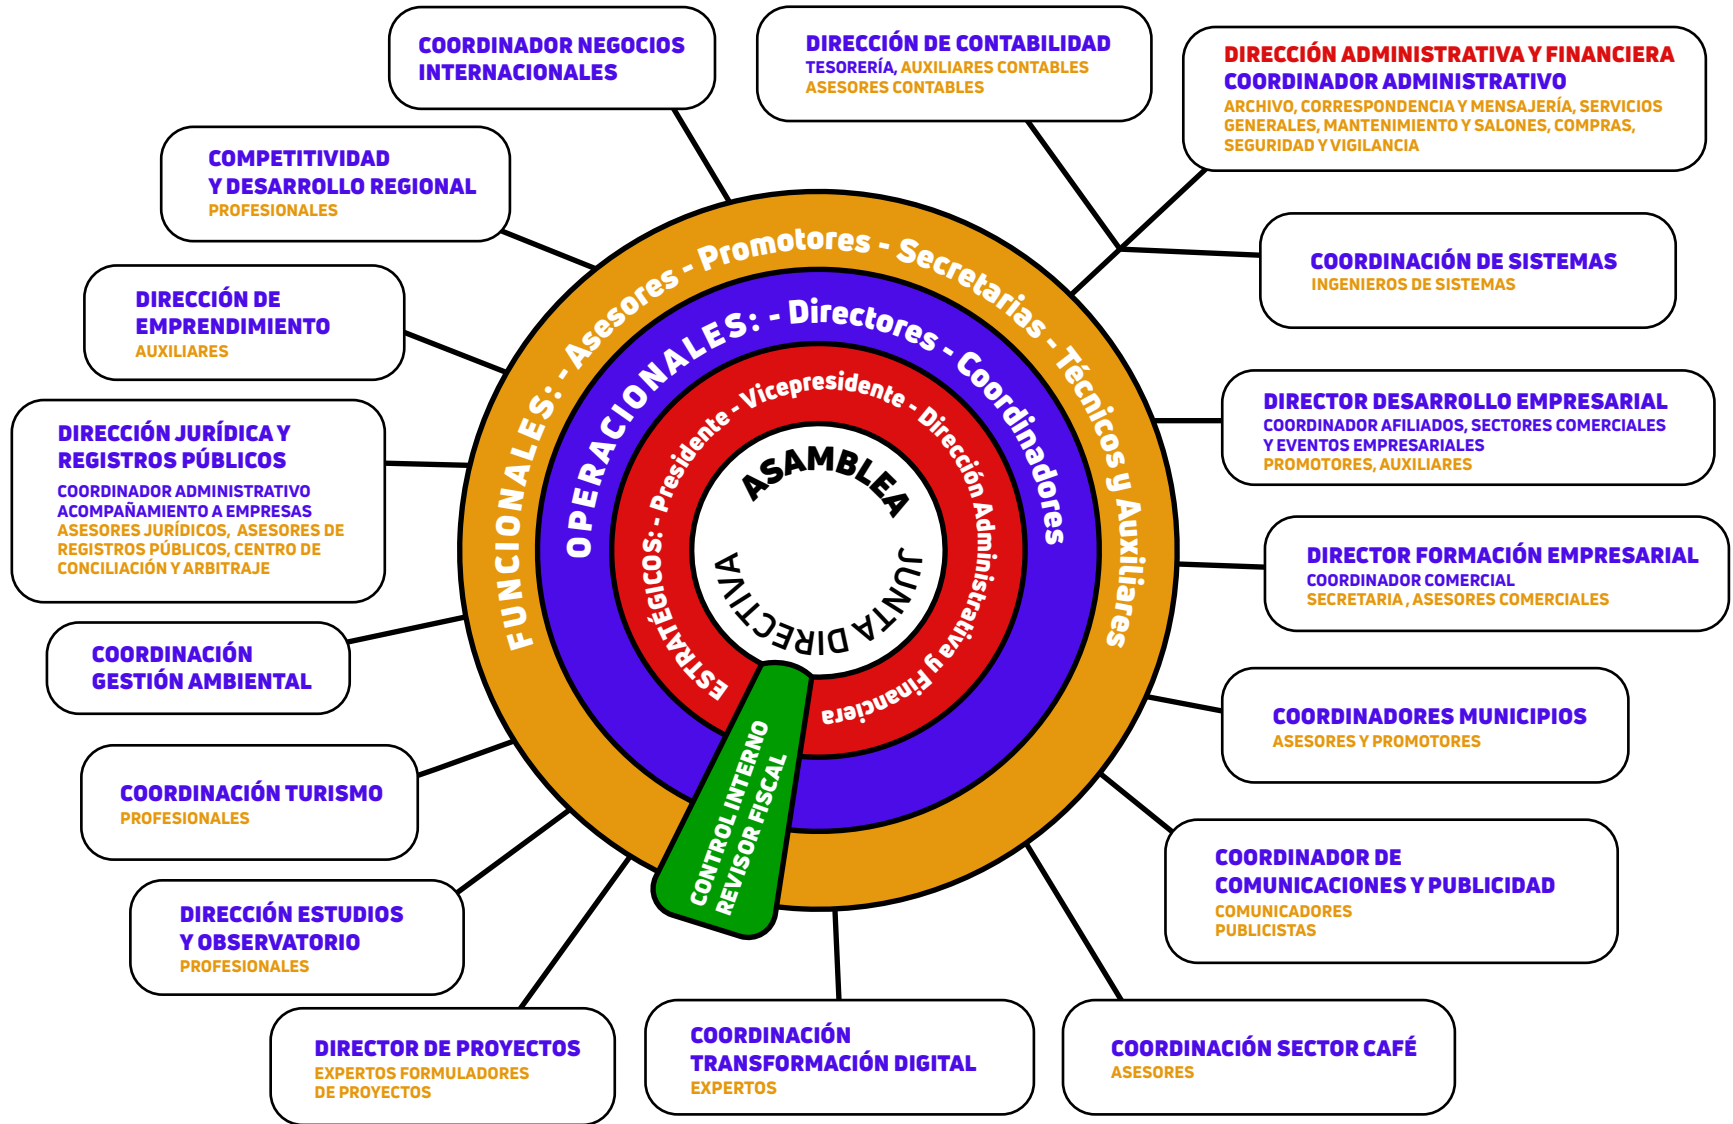 COORDINADOR NEGOCIOS
INTERNACIONALES
DIRECCIÓN DE CONTABILIDAD
TESORERÍA, AUXILIARES CONTABLES
ASESORES CONTABLES
DIRECCIÓN ADMINISTRATIVA Y FINANCIERA
COORDINADOR ADMINISTRATIVO
ARCHIVO, CORRESPONDENCIA Y MENSAJERÍA, SERVICIOS
GENERALES, MANTENIMIENTO Y SALONES, COMPRAS,
SEGURIDAD Y VIGILANCIA
COMPETITIVIDAD
Y DESARROLLO REGIONAL
PROFESIONALES
COORDINACIÓN DE SISTEMAS
INGENIEROS DE SISTEMAS
DIRECCIÓN DE
EMPRENDIMIENTO
AUXILIARES
DIRECTOR DESARROLLO EMPRESARIAL
COORDINADOR AFILIADOS, SECTORES COMERCIALES
Y EVENTOS EMPRESARIALES
PROMOTORES, AUXILIARES
DIRECCIÓN JURÍDICA Y
REGISTROS PÚBLICOS
COORDINADOR ADMINISTRATIVO
ACOMPAÑAMIENTO A EMPRESAS
ASESORES JURÍDICOS, ASESORES DE
REGISTROS PÚBLICOS, CENTRO DE
CONCILIACIÓN Y ARBITRAJE
DIRECTOR FORMACIÓN EMPRESARIAL
COORDINADOR COMERCIAL
SECRETARIA , ASESORES COMERCIALES
FUNCIONALES: - Asesores - Promotores - Secretarias - Técnicos y Auxiliares
OPERACIONALES: - Directores - Coordinadores
ESTRATÉGICOS: - Presidente - Vicepresidente - Dirección Administrativa y Financiera
ASAMBLEA
JUNTA DIRECTIVA
CONTROL INTERNO
REVISOR FISCAL
COORDINACIÓN
GESTIÓN AMBIENTAL
COORDINADORES MUNICIPIOS
ASESORES Y PROMOTORES
COORDINACIÓN TURISMO
PROFESIONALES
COORDINADOR DE
COMUNICACIONES Y PUBLICIDAD
COMUNICADORES
PUBLICISTAS
DIRECCIÓN ESTUDIOS
Y OBSERVATORIO
PROFESIONALES
DIRECTOR DE PROYECTOS
EXPERTOS FORMULADORES
DE PROYECTOS
COORDINACIÓN
TRANSFORMACIÓN DIGITAL
EXPERTOS
COORDINACIÓN SECTOR CAFÉ
ASESORES